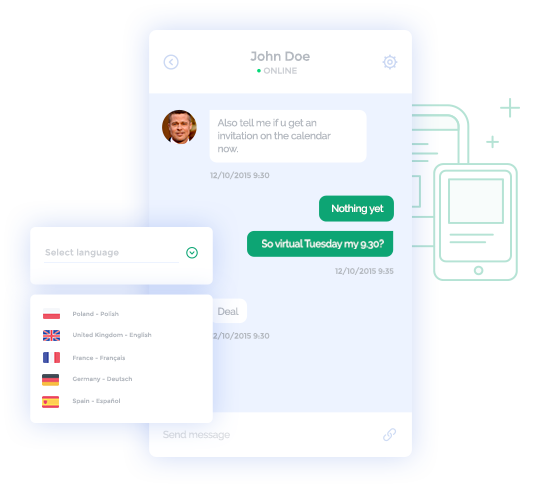 John Doe
ONLINE
Also tell me if u get an
invitation on the calendar
now.
12/10/2015 9:30
Nothing yet
So virtual Tuesday my 9.30?
12/10/2015 9:35
Deal
2/10/2015 9:30
Send message
Select language
Poland - Polish
United Kingdom - English
France - Français
Germany - Deutsch
Spain - Español